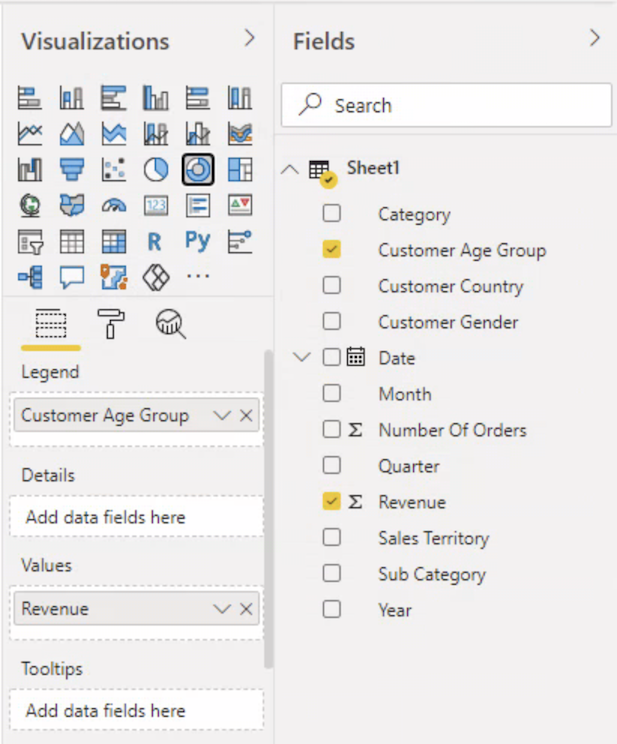 Visualizations
123
R
Py
Legend
Customer Age Group
Details
Add data fields here
Values
Revenue
Tooltips
Add data fields here
Fields
Search
Sheet1
Category
Customer Age Group
Customer Country
Customer Gender
Date
Month
Σ Number Of Orders
Quarter
Σ Revenue
Sales Territory
Sub Category
Year